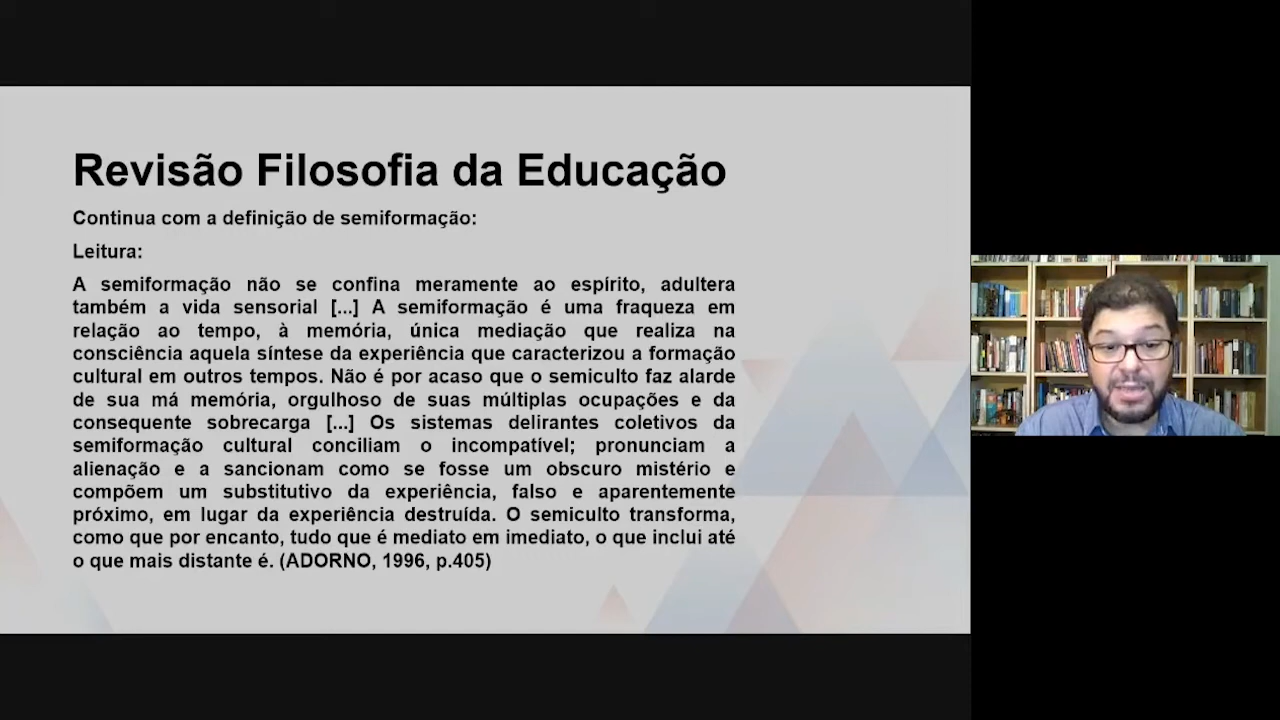 Revisão Filosofia da Educação
Continua com a definição de semiformação:
Leitura:
A semiformação não se confina meramente ao espírito, adultera
também a vida sensorial [...] A semiformação é uma fraqueza em
relação ao tempo, à memória, única mediação que realiza na
consciência aquela síntese da experiência que caracterizou a formação
cultural em outros tempos. Não é por acaso que o semiculto faz alarde
de sua má memória, orgulhoso de suas múltiplas ocupações e da
consequente sobrecarga [...] Os sistemas delirantes coletivos da
semiformação cultural conciliam o incompatível; pronunciam a
alienação e a sancionam como se fosse um obscuro mistério e
compõem um substitutivo da experiência, falso e aparentemente
próximo, em lugar da experiência destruída. O semiculto transforma,
como que por encanto, tudo que é mediato em imediato, o que inclui até
o que mais distante é. (ADORNO, 1996, p.405)